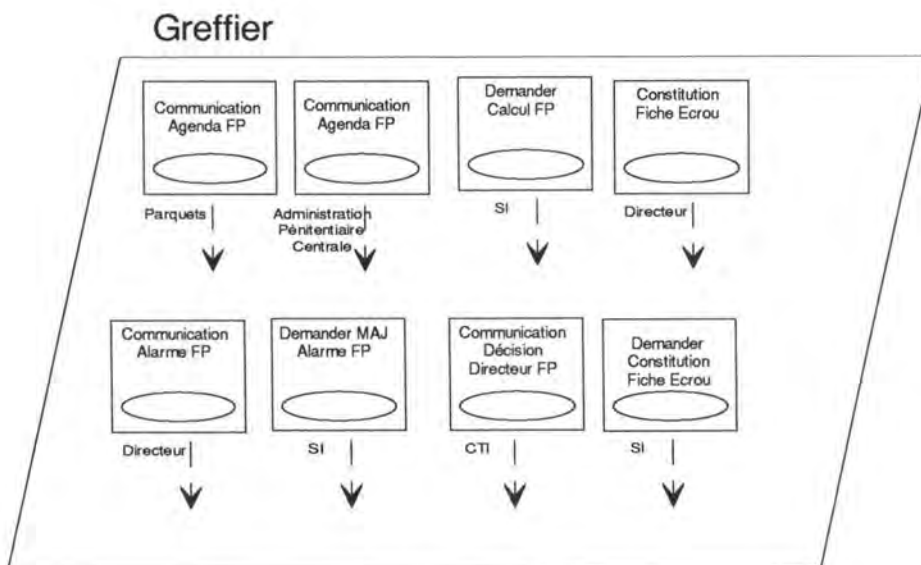 Greffier
Communication
Agenda FP
Communication
Agenda FP
Demander
Calcul FP
Constitution
Fiche Ecrou
Parquets
Administration
Pénitentiaire
Centrale
SI
Directeur
Communication
Alarme FP
Demander MAJ
Alarme FP
Communication
Décision
Directeur FP
Demander
Constitution
Fiche Ecrou
Directeur
SI
CTI
SI